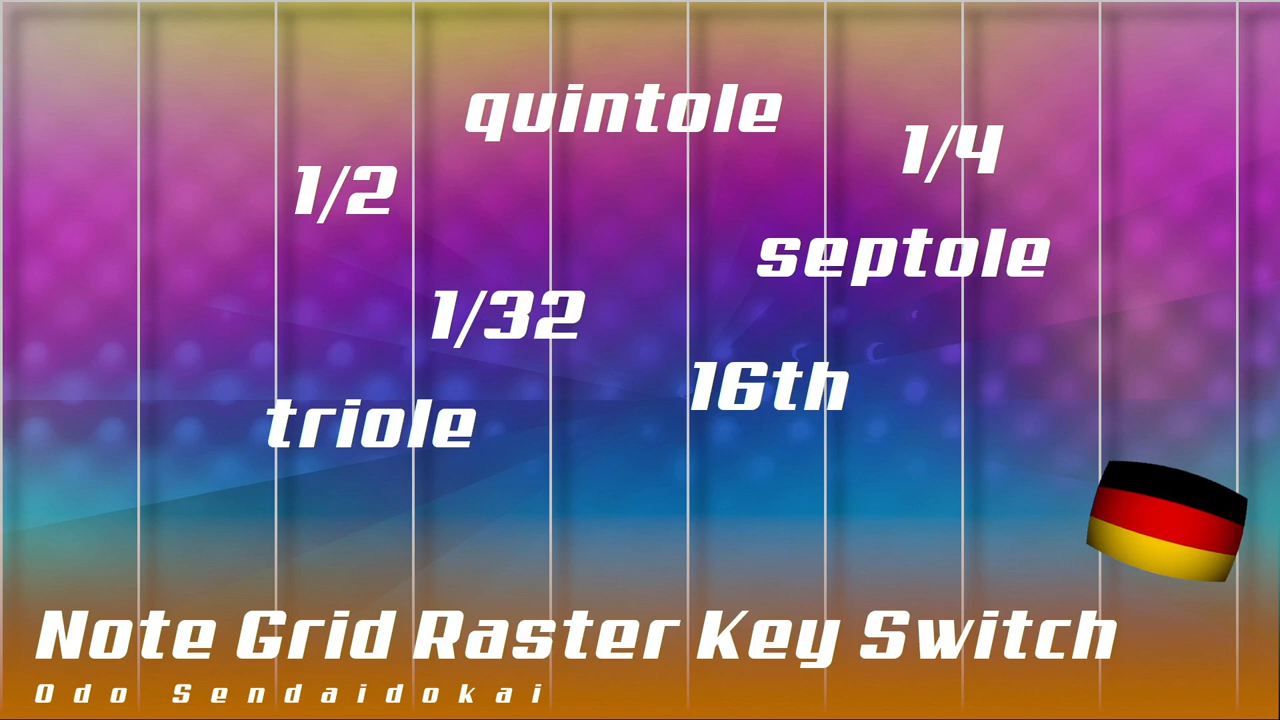 quintole
1/4
1/2
septole
1/32
16th
triole
Note Grid Raster Key Switch
Odo Sendaidokai